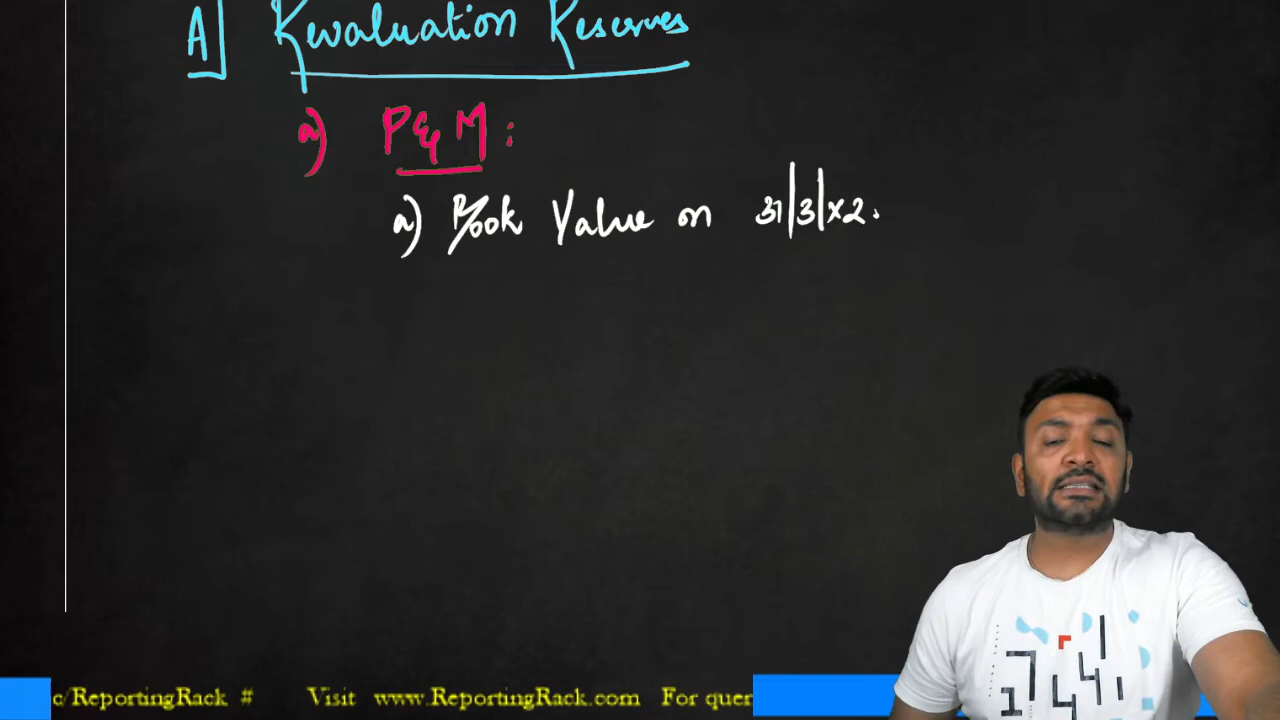 A] Revaluation Reserves
a) P & M :
a) Book Value on 31|3|x2.
c/ReportingRack # Visit www.ReportingRack.com For quer